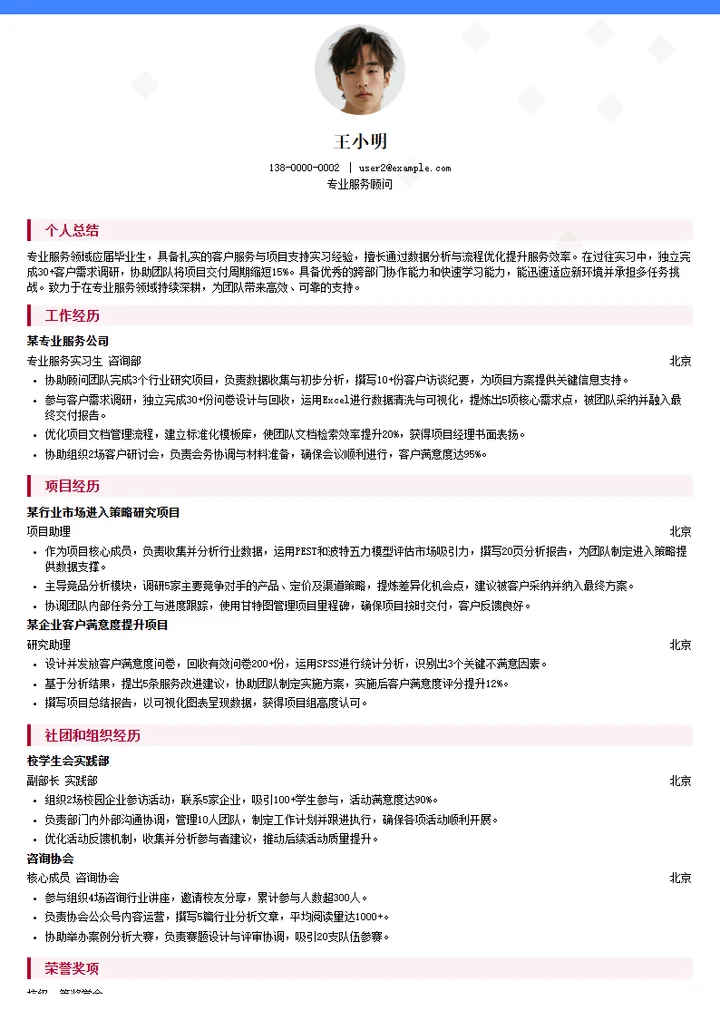 王小明
138-0000-0002 | user2@example.com
专业服务顾问
个人总结
专业服务领域应届毕业生，具备扎实的客户服务与项目支持实习经验，擅长通过数据分析与流程优化提升服务效率。在过往实习中，独立完
成30+客户需求调研，协助团队将项目交付周期缩短15%。具备优秀的跨部门协作能力和快速学习能力，能迅速适应新环境并承担多任务挑
战。致力于在专业服务领域持续深耕，为团队带来高效、可靠的支持。
工作经历
某专业服务公司
专业服务实习生 咨询部 北京
• 协助顾问团队完成3个行业研究项目，负责数据收集与初步分析，撰写10+份客户访谈纪要，为项目方案提供关键信息支持。
• 参与客户需求调研，独立完成30+份问卷设计与回收，运用Excel进行数据清洗与可视化，提炼出5项核心需求点，被团队采纳并融入最
终交付报告。
• 优化项目文档管理流程，建立标准化模板库，使团队文档检索效率提升20%，获得项目经理书面表扬。
• 协助组织2场客户研讨会，负责会务协调与材料准备，确保会议顺利进行，客户满意度达95%。
项目经历
某行业市场进入策略研究项目
项目助理 北京
• 作为项目核心成员，负责收集并分析行业数据，运用PEST和波特五力模型评估市场吸引力，撰写20页分析报告，为团队制定进入策略提
供数据支撑。
• 主导竞品分析模块，调研5家主要竞争对手的产品、定价及渠道策略，提炼差异化机会点，建议被客户采纳并纳入最终方案。
• 协调团队内部任务分工与进度跟踪，使用甘特图管理项目里程碑，确保项目按时交付，客户反馈良好。
某企业客户满意度提升项目
研究助理 北京
• 设计并发放客户满意度问卷，回收有效问卷200+份，运用SPSS进行统计分析，识别出3个关键不满意因素。
• 基于分析结果，提出5条服务改进建议，协助团队制定实施方案，实施后客户满意度评分提升12%。
• 撰写项目总结报告，以可视化图表呈现数据，获得项目组高度认可。
社团和组织经历
校学生会实践部
副部长 实践部 北京
• 组织2场校园企业参访活动，联系5家企业，吸引100+学生参与，活动满意度达90%。
• 负责部门内外部沟通协调，管理10人团队，制定工作计划并跟进执行，确保各项活动顺利开展。
• 优化活动反馈机制，收集并分析参与者建议，推动后续活动质量提升。
咨询协会
核心成员 咨询协会 北京
• 参与组织4场咨询行业讲座，邀请校友分享，累计参与人数超300人。
• 负责协会公众号内容运营，撰写5篇行业分析文章，平均阅读量达1000+。
• 协助举办案例分析大赛，负责赛题设计与评审协调，吸引20支队伍参赛。
荣誉奖项